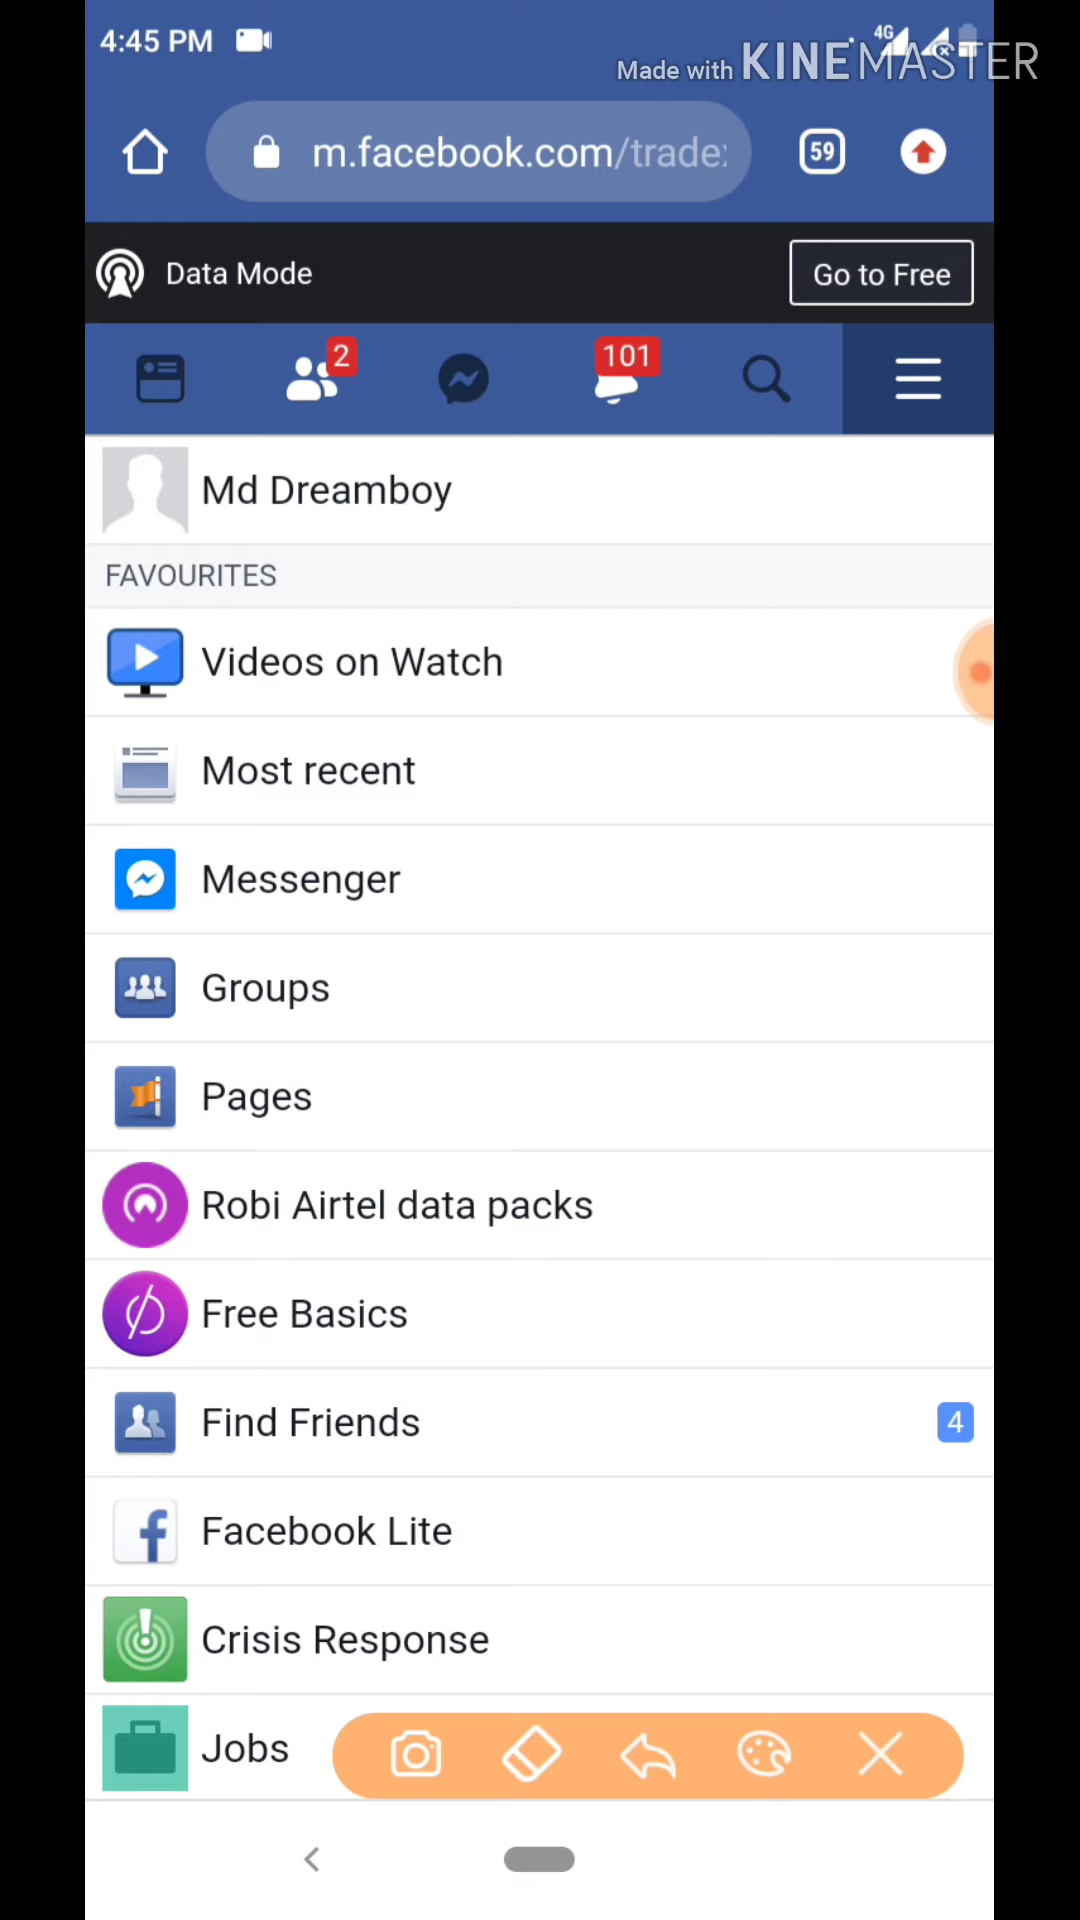 4:45 PM
4G
Made with KINEMASTER
m.facebook.com/trade
59
Data Mode
Go to Free
2
101
Md Dreamboy
FAVOURITES
Videos on Watch
Most recent
Messenger
Groups
Pages
Robi Airtel data packs
Free Basics
Find Friends
4
Facebook Lite
Crisis Response
Jobs